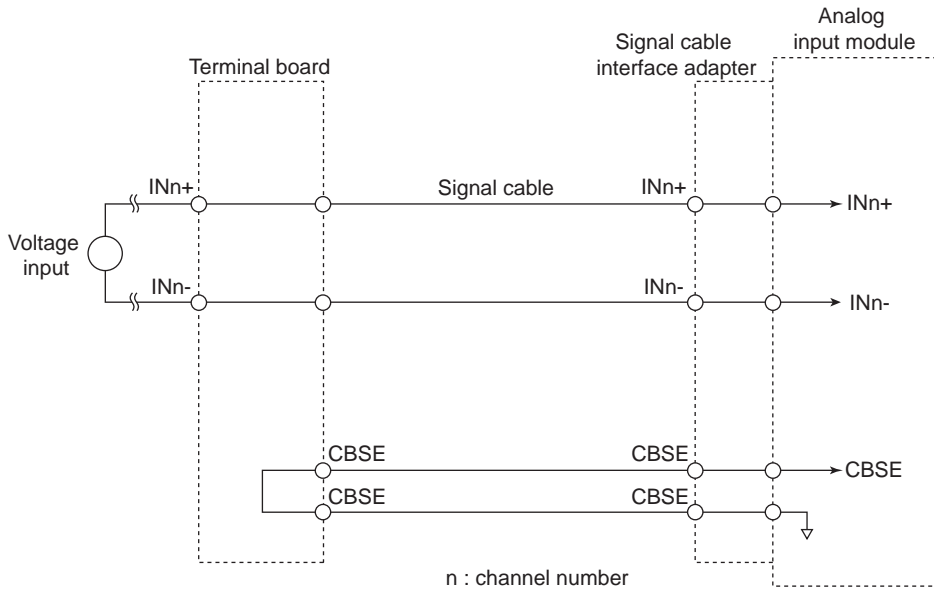 Analog
input module
Signal cable
interface adapter
Terminal board
INn+
Signal cable
INn+
INn+
Voltage
input
INn-
INn-
INn-
CBSE
CBSE
CBSE
CBSE
CBSE
n : channel number